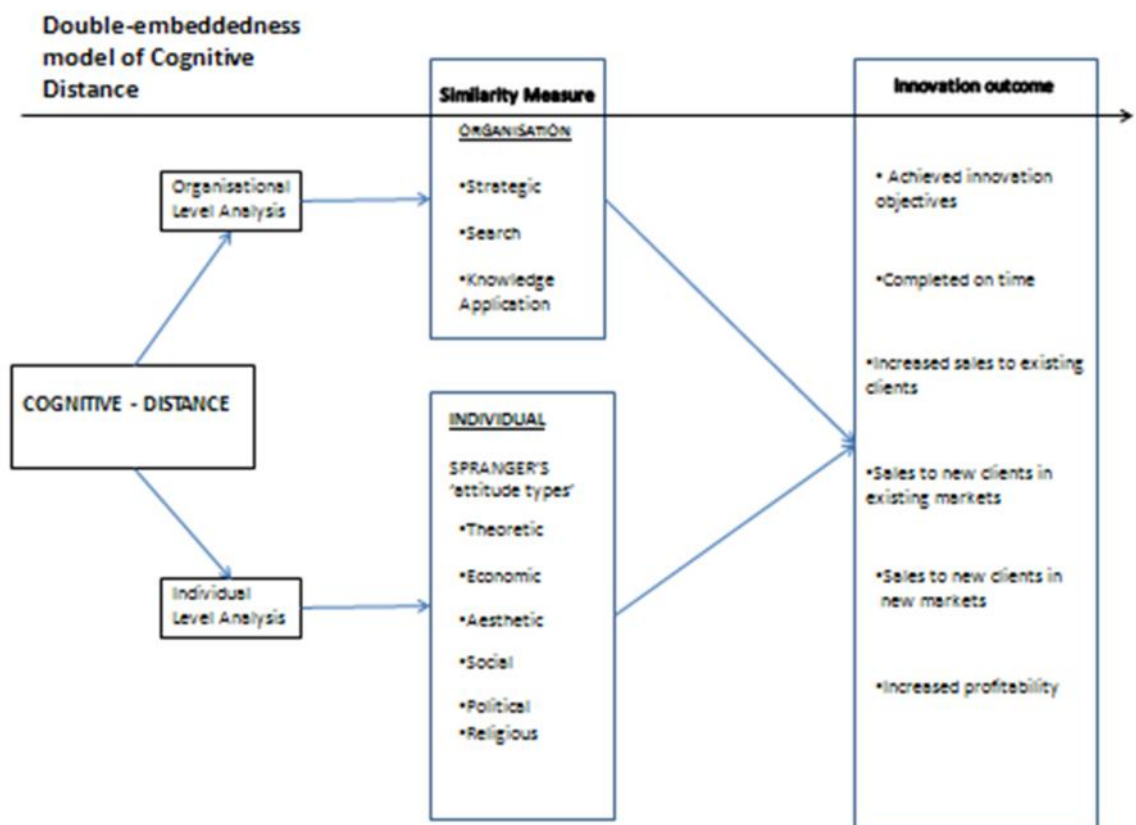 Double-embeddedness
model of Cognitive
Distance
Similarity Measure
Innovation outcome
ORGANISATION
•Strategic
•Search
•Knowledge
Application
Organisational
Level Analysis
COGNITIVE - DISTANCE
Individual
Level Analysis
INDIVIDUAL
SPRANGER'S
'attitude types'
•Theoretic
•Economic
•Aesthetic
•Social
•Political
•Religious
• Achieved innovation
objectives
•Completed on time
•Increased sales to existing
clients
•Sales to new clients in
existing markets
•Sales to new clients in
new markets
•Increased profitability